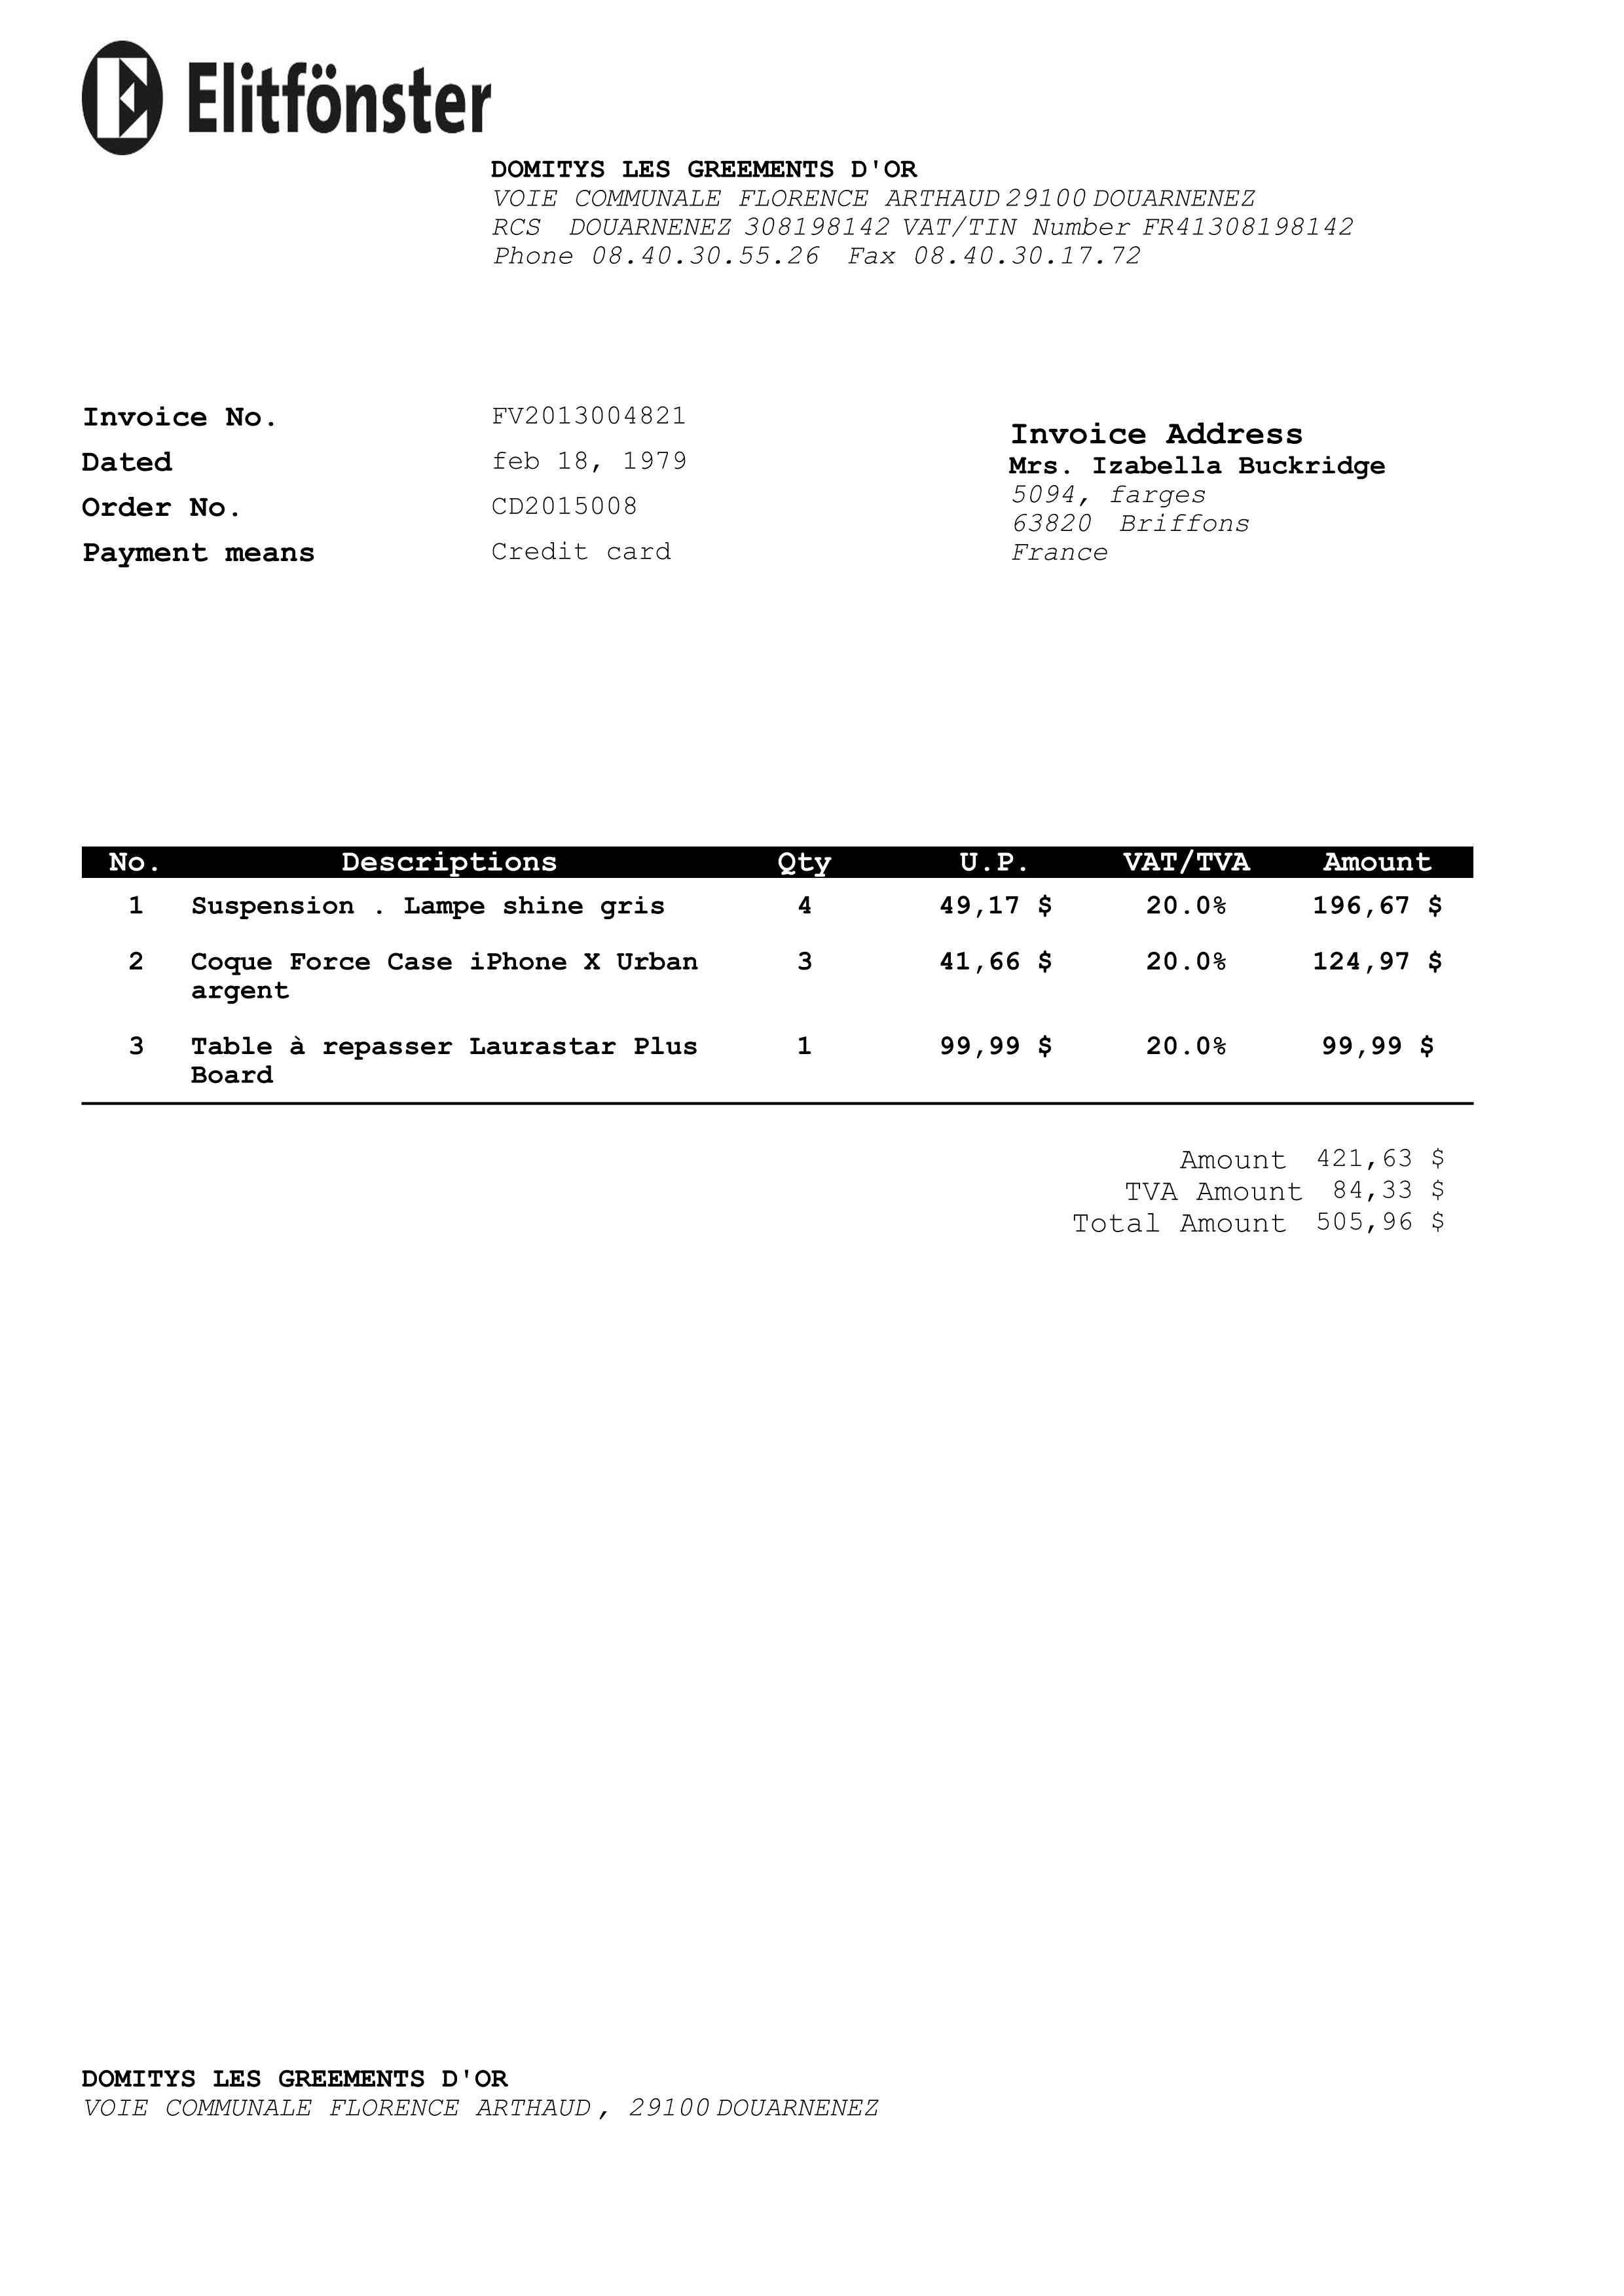 Elitfönster
DOMITYS LES GREEMENTS D'OR
VOIE COMMUNALE FLORENCE ARTHAUD 29100 DOUARNENEZ
RCS DOUARNENEZ 308198142 VAT/TIN Number FR41308198142
Phone 08.40.30.55.26 Fax 08.40.30.17.72
Invoice No. FV2013004821
Dated feb 18, 1979
Order No. CD2015008
Payment means Credit card
Invoice Address
Mrs. Izabella Buckridge
5094, farges
63820 Briffons
France
No. Descriptions Qty U.P. VAT/TVA Amount
1 Suspension . Lampe shine gris 4 49,17 $ 20.0% 196,67 $
2 Coque Force Case iPhone X Urban 3 41,66 $ 20.0% 124,97 $
argent
3 Table à repasser Laurastar Plus 1 99,99 $ 20.0% 99,99 $
Board
Amount 421,63 $
TVA Amount 84,33 $
Total Amount 505,96 $
DOMITYS LES GREEMENTS D'OR
VOIE COMMUNALE FLORENCE ARTHAUD , 29100 DOUARNENEZ